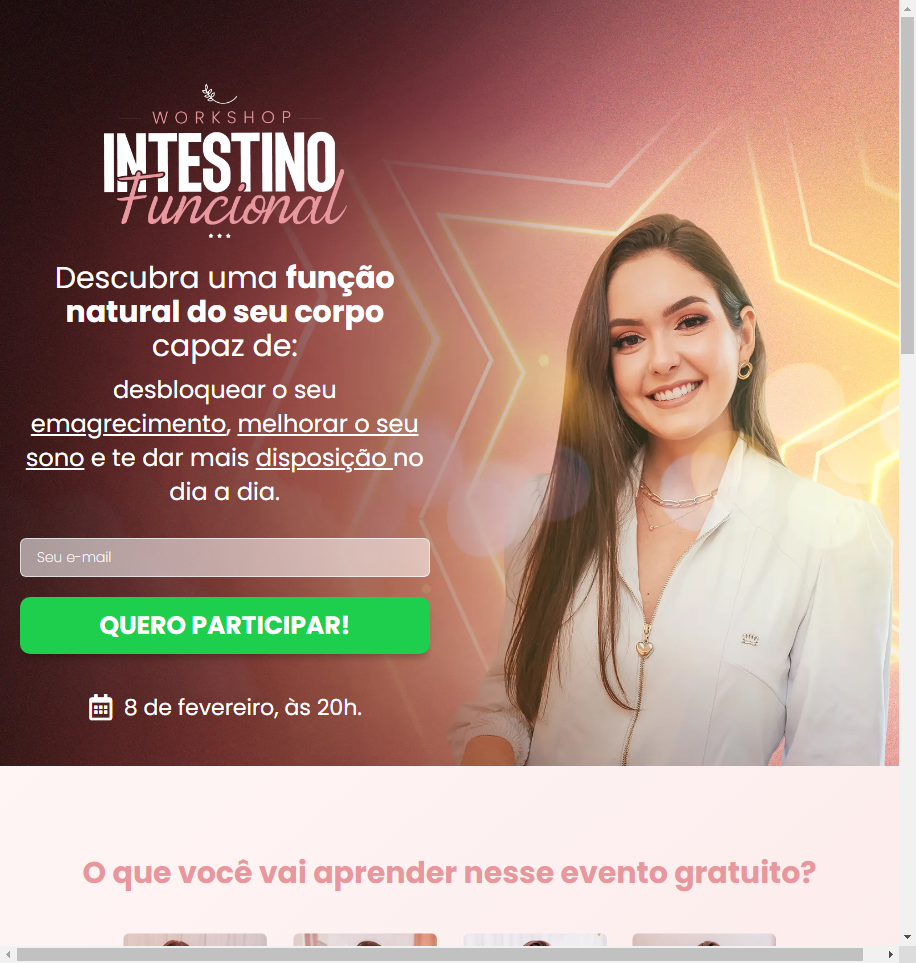 WORKSHOP
INTESTINO
Funcional
Descubra uma função
natural do seu corpo
capaz de:
desbloquear o seu
emagrecimento, melhorar o seu
sono e te dar mais disposição no
dia a dia.
Seu e-mail
QUERO PARTICIPAR!
8 de fevereiro, às 20h.
O que você vai aprender nesse evento gratuito?